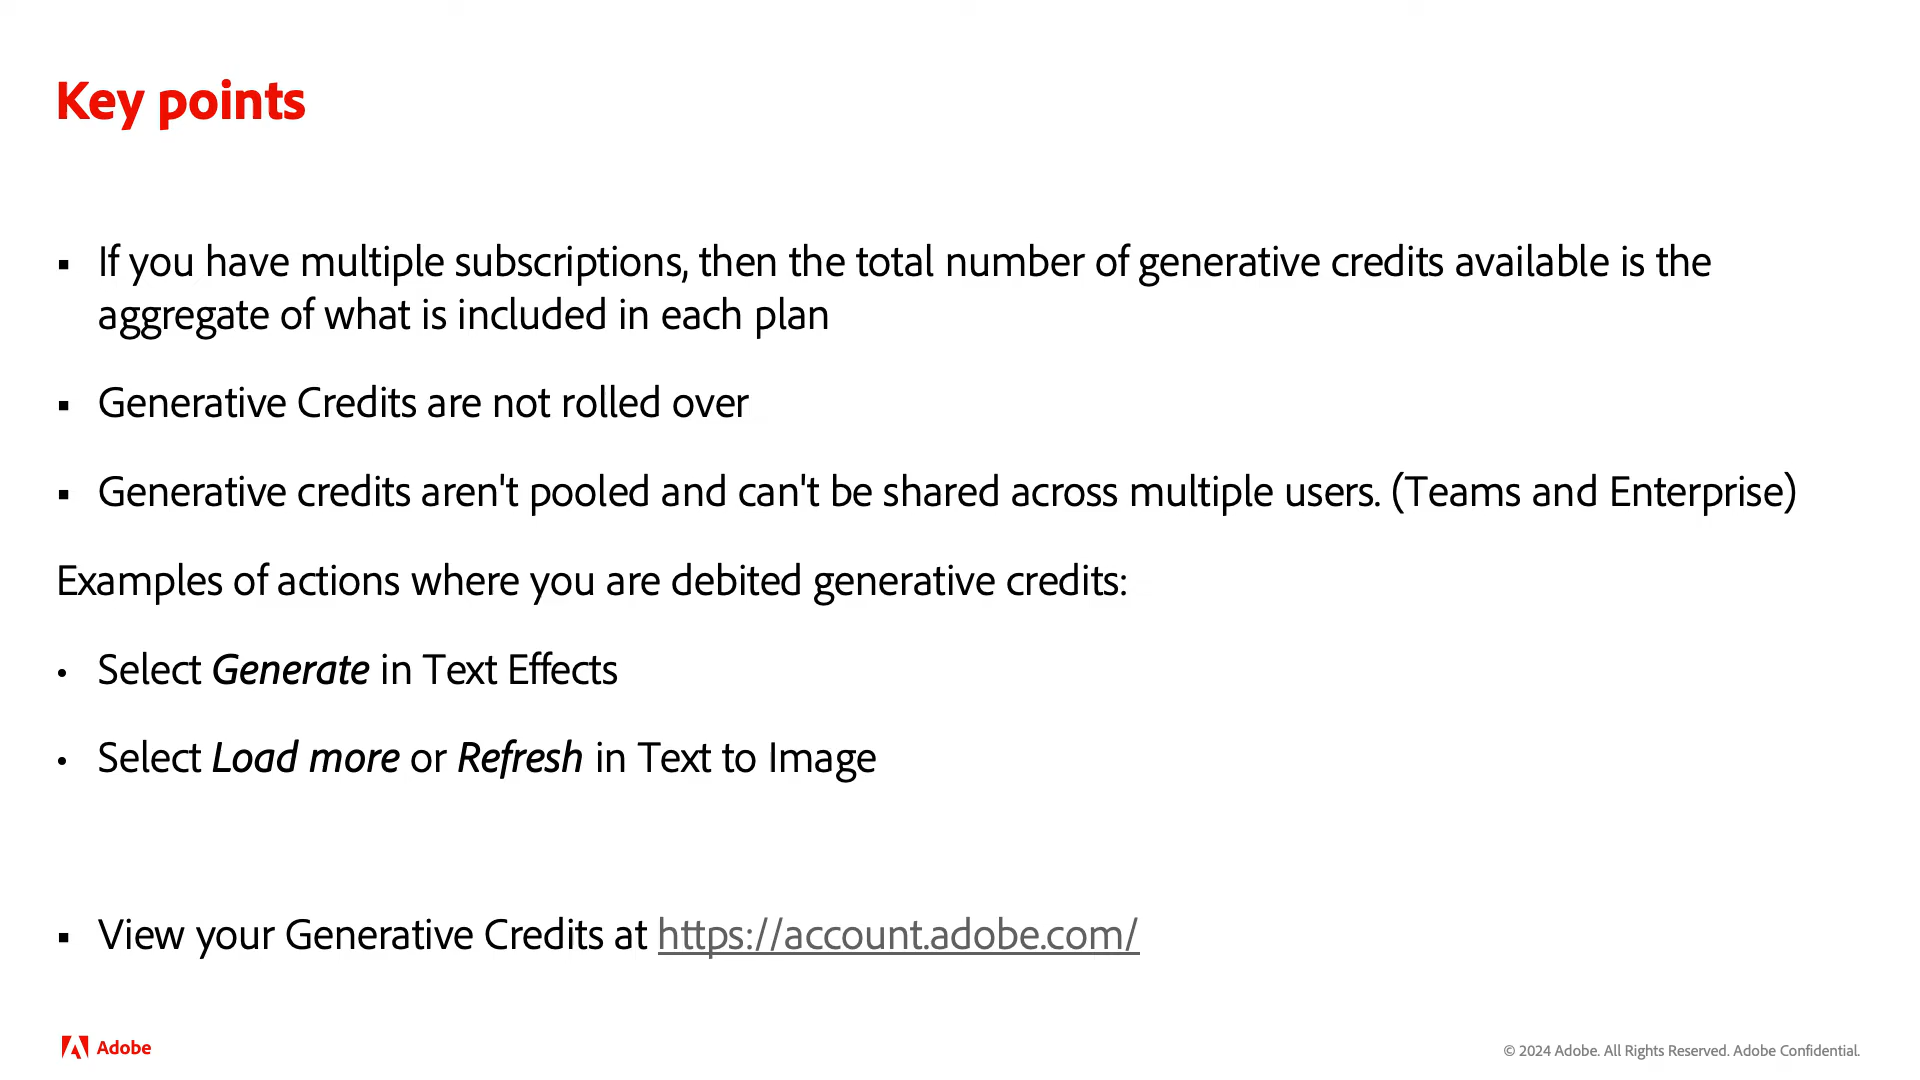 Key points
▪ If you have multiple subscriptions, then the total number of generative credits available is the
aggregate of what is included in each plan
▪ Generative Credits are not rolled over
▪ Generative credits aren't pooled and can't be shared across multiple users. (Teams and Enterprise)
Examples of actions where you are debited generative credits:
• Select Generate in Text Effects
• Select Load more or Refresh in Text to Image
▪ View your Generative Credits at https://account.adobe.com/
Adobe
© 2024 Adobe. All Rights Reserved. Adobe Confidential.